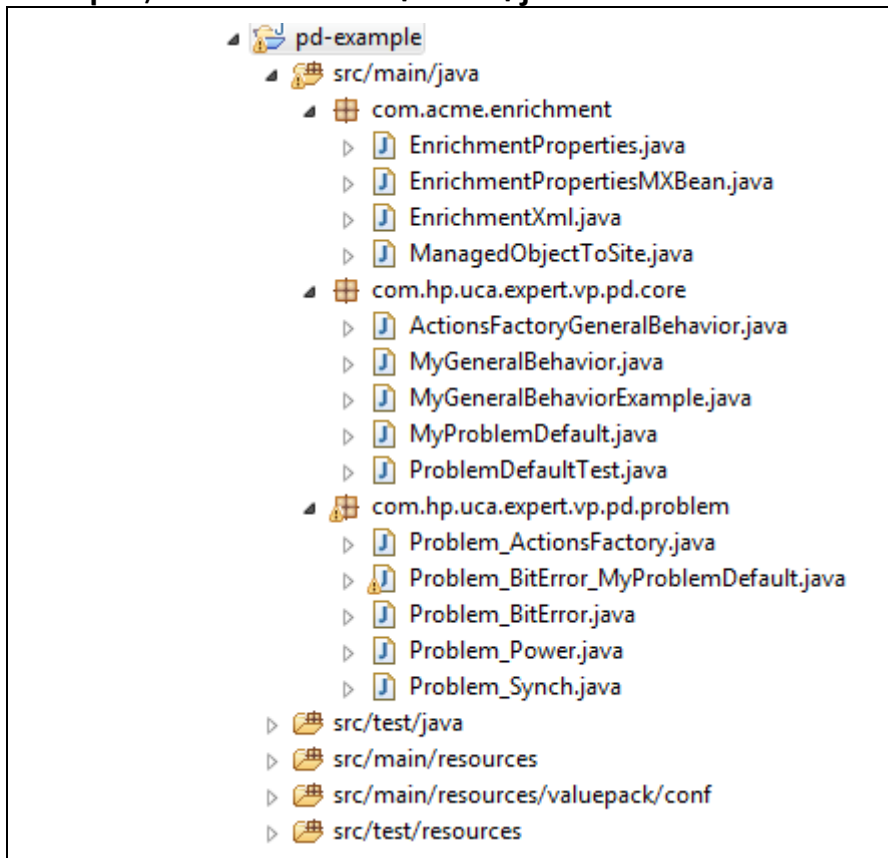 pd-example
src/main/java
com.acme.enrichment
EnrichmentProperties.java
EnrichmentPropertiesMXBean.java
EnrichmentXml.java
ManagedObjectToSite.java
com.hp.uca.expert.vp.pd.core
ActionsFactoryGeneralBehavior.java
MyGeneralBehavior.java
MyGeneralBehaviorExample.java
MyProblemDefault.java
ProblemDefaultTest.java
com.hp.uca.expert.vp.pd.problem
Problem_ActionsFactory.java
Problem_BitError_MyProblemDefault.java
Problem_BitError.java
Problem_Power.java
Problem_Synch.java
src/test/java
src/main/resources
src/main/resources/valuepack/conf
src/test/resources